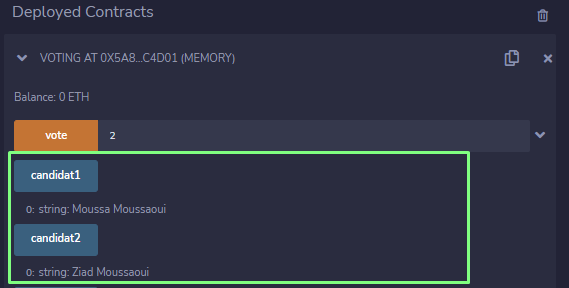 Deployed Contracts
VOTING AT 0X5A8...C4D01 (MEMORY)
Balance: 0 ETH
vote 2
candidat1
0: string: Moussa Moussaoui
candidat2
0: string: Ziad Moussaoui